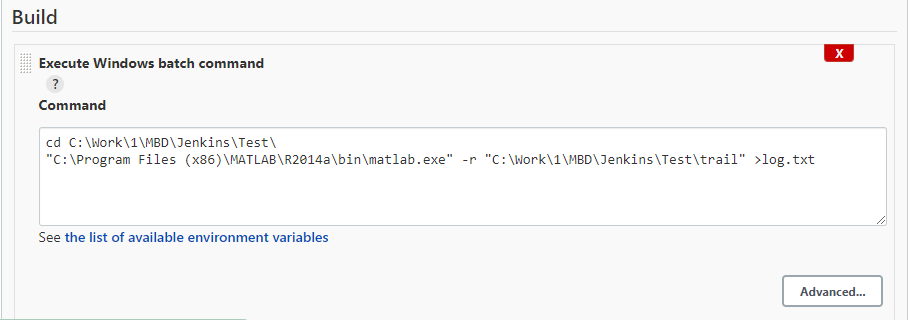 Build
Execute Windows batch command
X
?
Command
cd C:\Work\1\MBD\Jenkins\Test\
"C:\Program Files (x86)\MATLAB\R2014a\bin\matlab.exe" -r "C:\Work\1\MBD\Jenkins\Test\trail" >log.txt
See the list of available environment variables
Advanced...